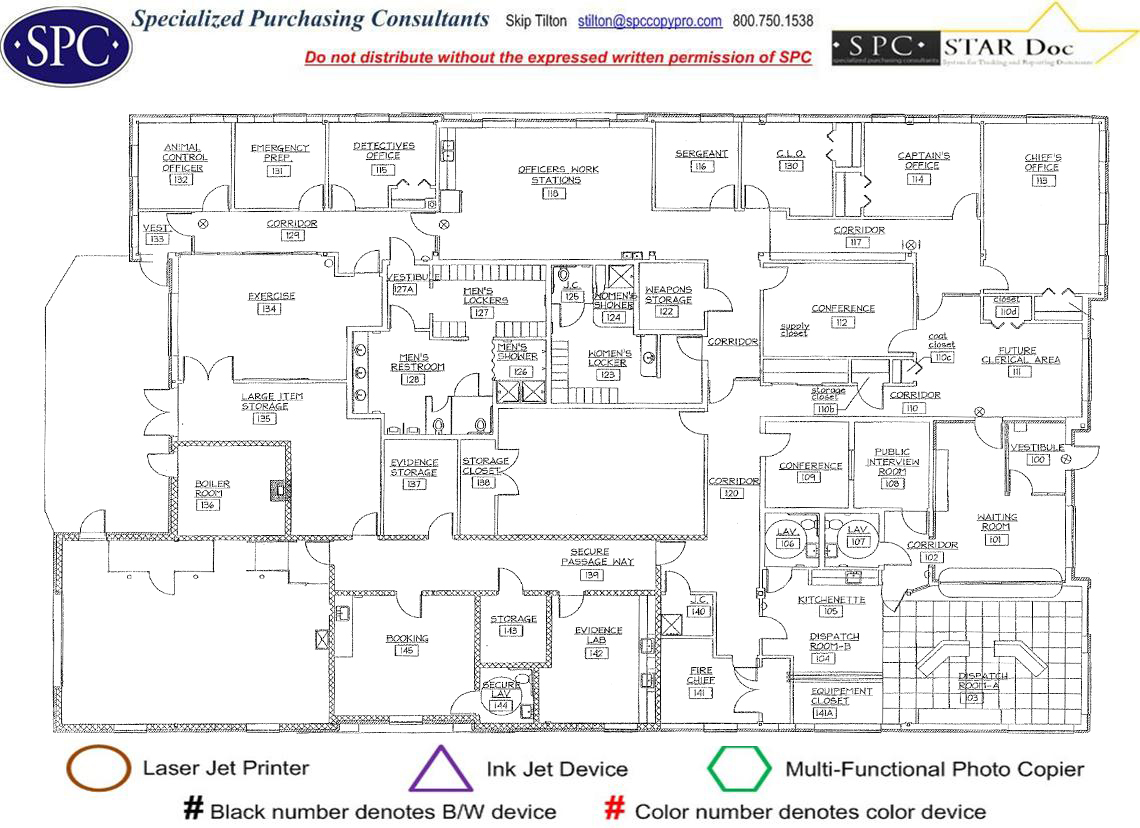 SPC
Specialized Purchasing Consultants Skip Tilton stilton@spccopypro.com 800.750.1538
Do not distribute without the expressed written permission of SPC
·SPC· STAR Doc
specialized purchasing consultants System for Tracking and Reporting Documents
ANIMAL
CONTROL
OFFICER
132
EMERGENCY
PREP.
131
DETECTIVES
OFFICE
115
OFFICERS WORK
STATIONS
118
SERGEANT
116
C.L.O.
130
CAPTAIN'S
OFFICE
114
CHIEF'S
OFFICE
113
VEST.
133
CORRIDOR
129
CORRIDOR
117
EXERCISE
134
VESTIBULE
127A
MEN'S
LOCKERS
127
J.C.
125
WOMEN'S
SHOWER
124
WEAPONS
STORAGE
122
CONFERENCE
112
supply
closet
closet
110d
coat
closet
110c
FUTURE
CLERICAL AREA
111
CORRIDOR
MEN'S
RESTROOM
128
MEN'S
SHOWER
126
WOMEN'S
LOCKER
123
storage
closet
110b
CORRIDOR
110
LARGE ITEM
STORAGE
135
BOILER
ROOM
136
EVIDENCE
STORAGE
137
STORAGE
CLOSET
138
CORRIDOR
120
CONFERENCE
109
PUBLIC
INTERVIEW
ROOM
108
VESTIBULE
100
WAITING
ROOM
101
LAV.
106
LAV.
107
CORRIDOR
102
SECURE
PASSAGE WAY
139
KITCHENETTE
105
J.C.
140
STORAGE
143
BOOKING
145
EVIDENCE
LAB
142
DISPATCH
ROOM-B
104
FIRE
CHIEF
141
SECURE
LAV.
144
EQUIPEMENT
CLOSET
141A
DISPATCH
ROOM-A
103
Laser Jet Printer
Ink Jet Device
Multi-Functional Photo Copier
# Black number denotes B/W device
# Color number denotes color device